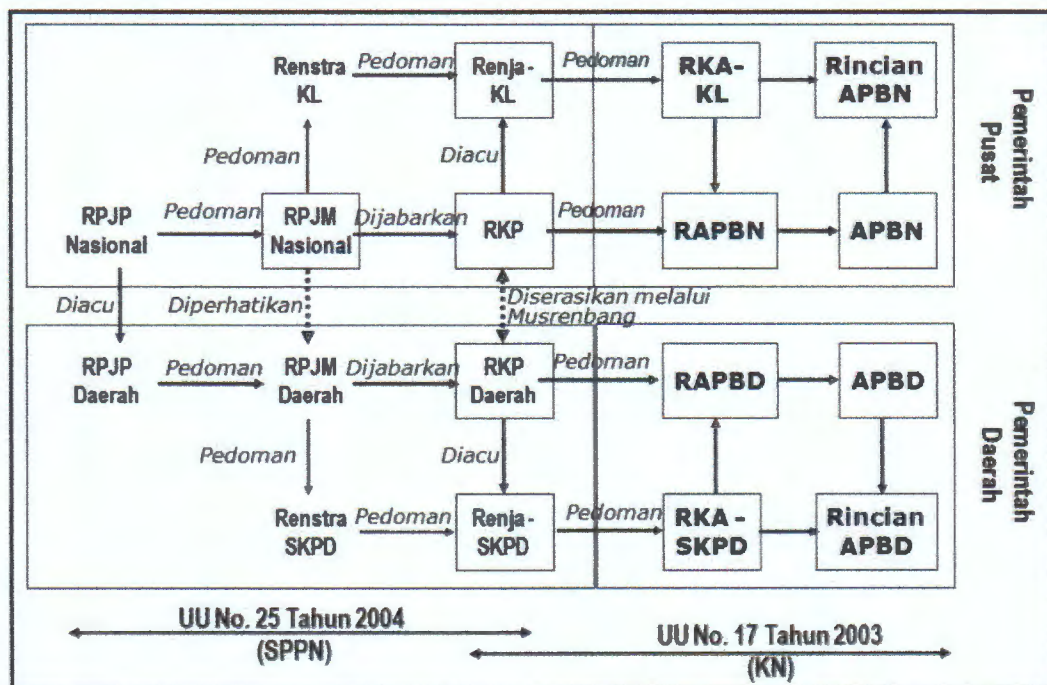 Renstra
KL
Pedoman
Renja-
KL
Pedoman
RKA-
KL
Rincian
APBN
Pemerintah
Pusat
Pedoman
Diacu
RPJP
Nasional
Pedoman
RPJM
Nasional
Dijabarkan
RKP
Pedoman
RAPBN
APBN
Diacu
Diperhatikan
Diserasikan melalui
Musrenbang
RPJP
Daerah
Pedoman
RPJM
Daerah
Dijabarkan
RKP
Daerah
Pedoman
RAPBD
APBD
Pemerintah
Daerah
Pedoman
Diacu
Renstra
SKPD
Pedoman
Renja-
SKPD
Pedoman
RKA -
SKPD
Rincian
APBD
UU No. 25 Tahun 2004
(SPPN)
UU No. 17 Tahun 2003
(KN)